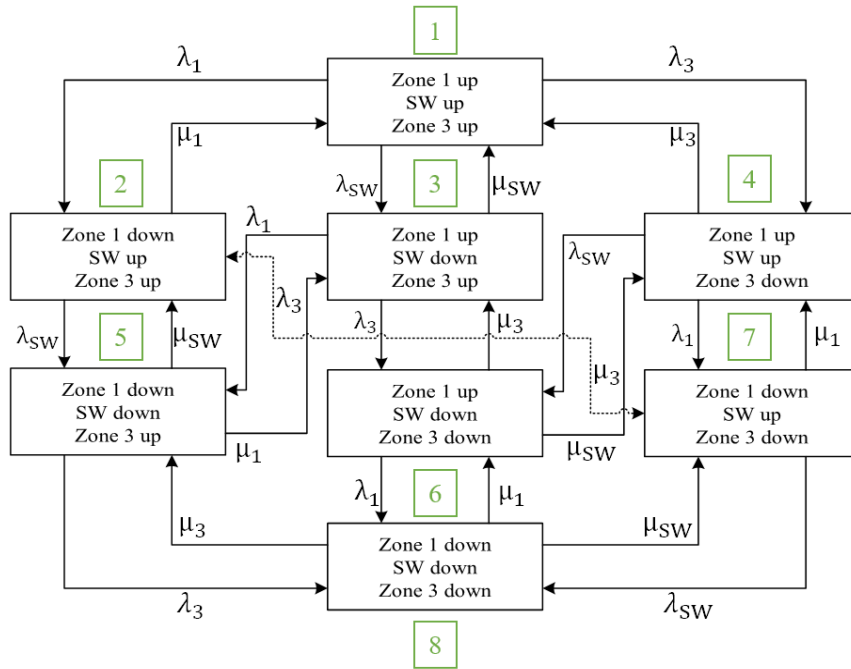 1
λ₁
λ₃
Zone 1 up
SW up
Zone 3 up
μ₁
μ₃
2
λSW
3
μSW
4
Zone 1 down
SW up
Zone 3 up
λ₁
Zone 1 up
SW down
Zone 3 up
λSW
Zone 1 up
SW up
Zone 3 down
λSW
5
μSW
λ₃
λ₃
μ₃
μ₃
λ₁
7
μ₁
Zone 1 down
SW down
Zone 3 up
μ₁
Zone 1 up
SW down
Zone 3 down
μSW
Zone 1 down
SW up
Zone 3 down
λ₁
6
μ₁
μ₃
Zone 1 down
SW down
Zone 3 down
μSW
λ₃
λSW
8